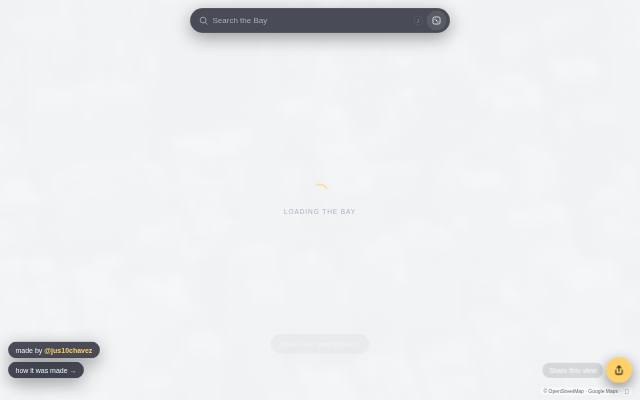 Search the Bay /
LOADING THE BAY
made by @jus10chavez
how it was made →
Share this view
© OpenStreetMap · Google Maps